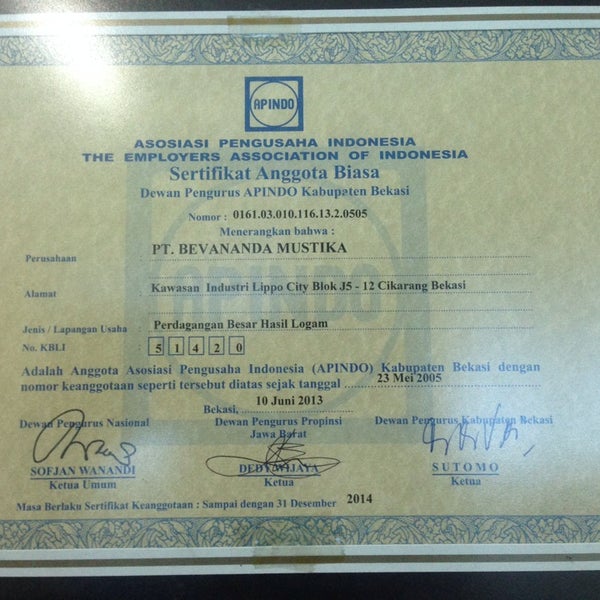 APINDO
ASOSIASI PENGUSAHA INDONESIA
THE EMPLOYERS ASSOCIATION OF INDONESIA
Sertifikat Anggota Biasa
Dewan Pengurus APINDO Kabupaten Bekasi
Nomor : 0161.03.010.116.13.2.0505
Menerangkan bahwa :
Perusahaan : PT. BEVANANDA MUSTIKA
Alamat : Kawasan Industri Lippo City Blok J5 - 12 Cikarang Bekasi
Jenis / Lapangan Usaha : Perdagangan Besar Hasil Logam
No. KBLI : 5 1 4 2 0
Adalah Anggota Asosiasi Pengusaha Indonesia (APINDO) Kabupaten Bekasi dengan
nomor keanggotaan seperti tersebut diatas sejak tanggal ...... 23 Mei 2005
Bekasi, 10 Juni 2013
Dewan Pengurus Nasional
SOFJAN WANANDI
Ketua Umum
Dewan Pengurus Propinsi
Jawa Barat
DEDY WIJAYA
Ketua
Dewan Pengurus Kabupaten Bekasi
SUTOMO
Ketua
Masa Berlaku Sertifikat Keanggotaan : Sampai dengan 31 Desember 2014